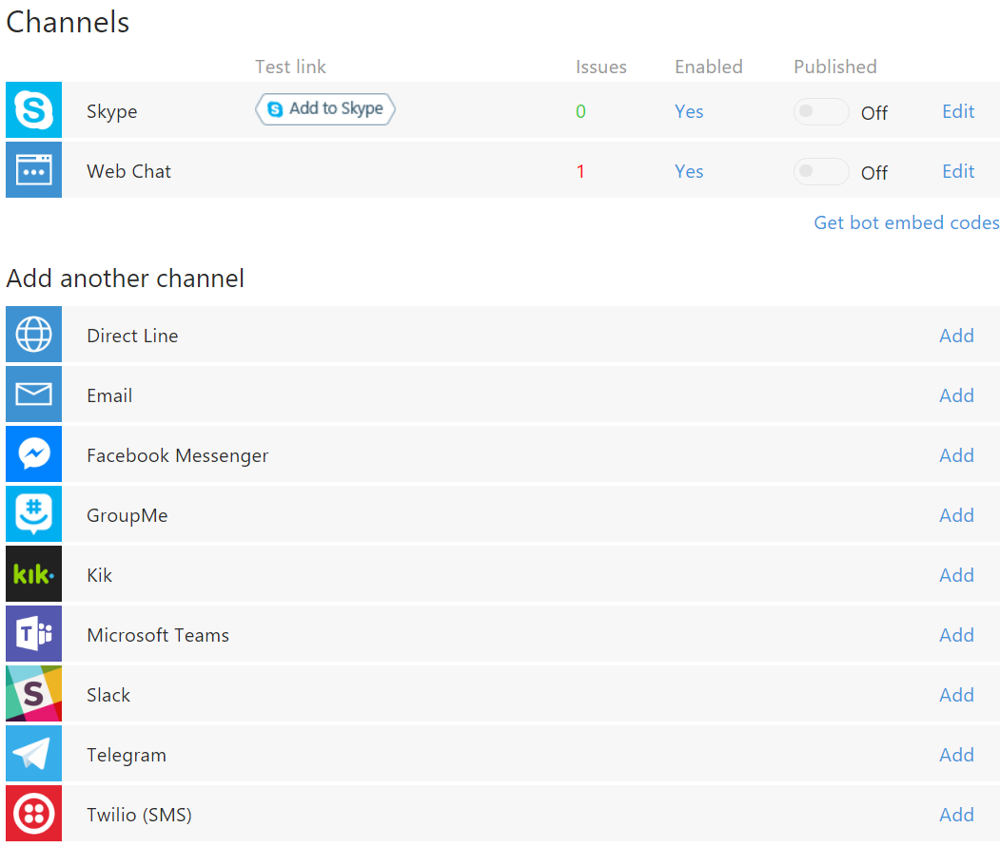 Channels
Test link Issues Enabled Published
Skype Add to Skype 0 Yes Off Edit
Web Chat 1 Yes Off Edit
Get bot embed codes
Add another channel
Direct Line Add
Email Add
Facebook Messenger Add
GroupMe Add
kik. Kik Add
Microsoft Teams Add
Slack Add
Telegram Add
Twilio (SMS) Add